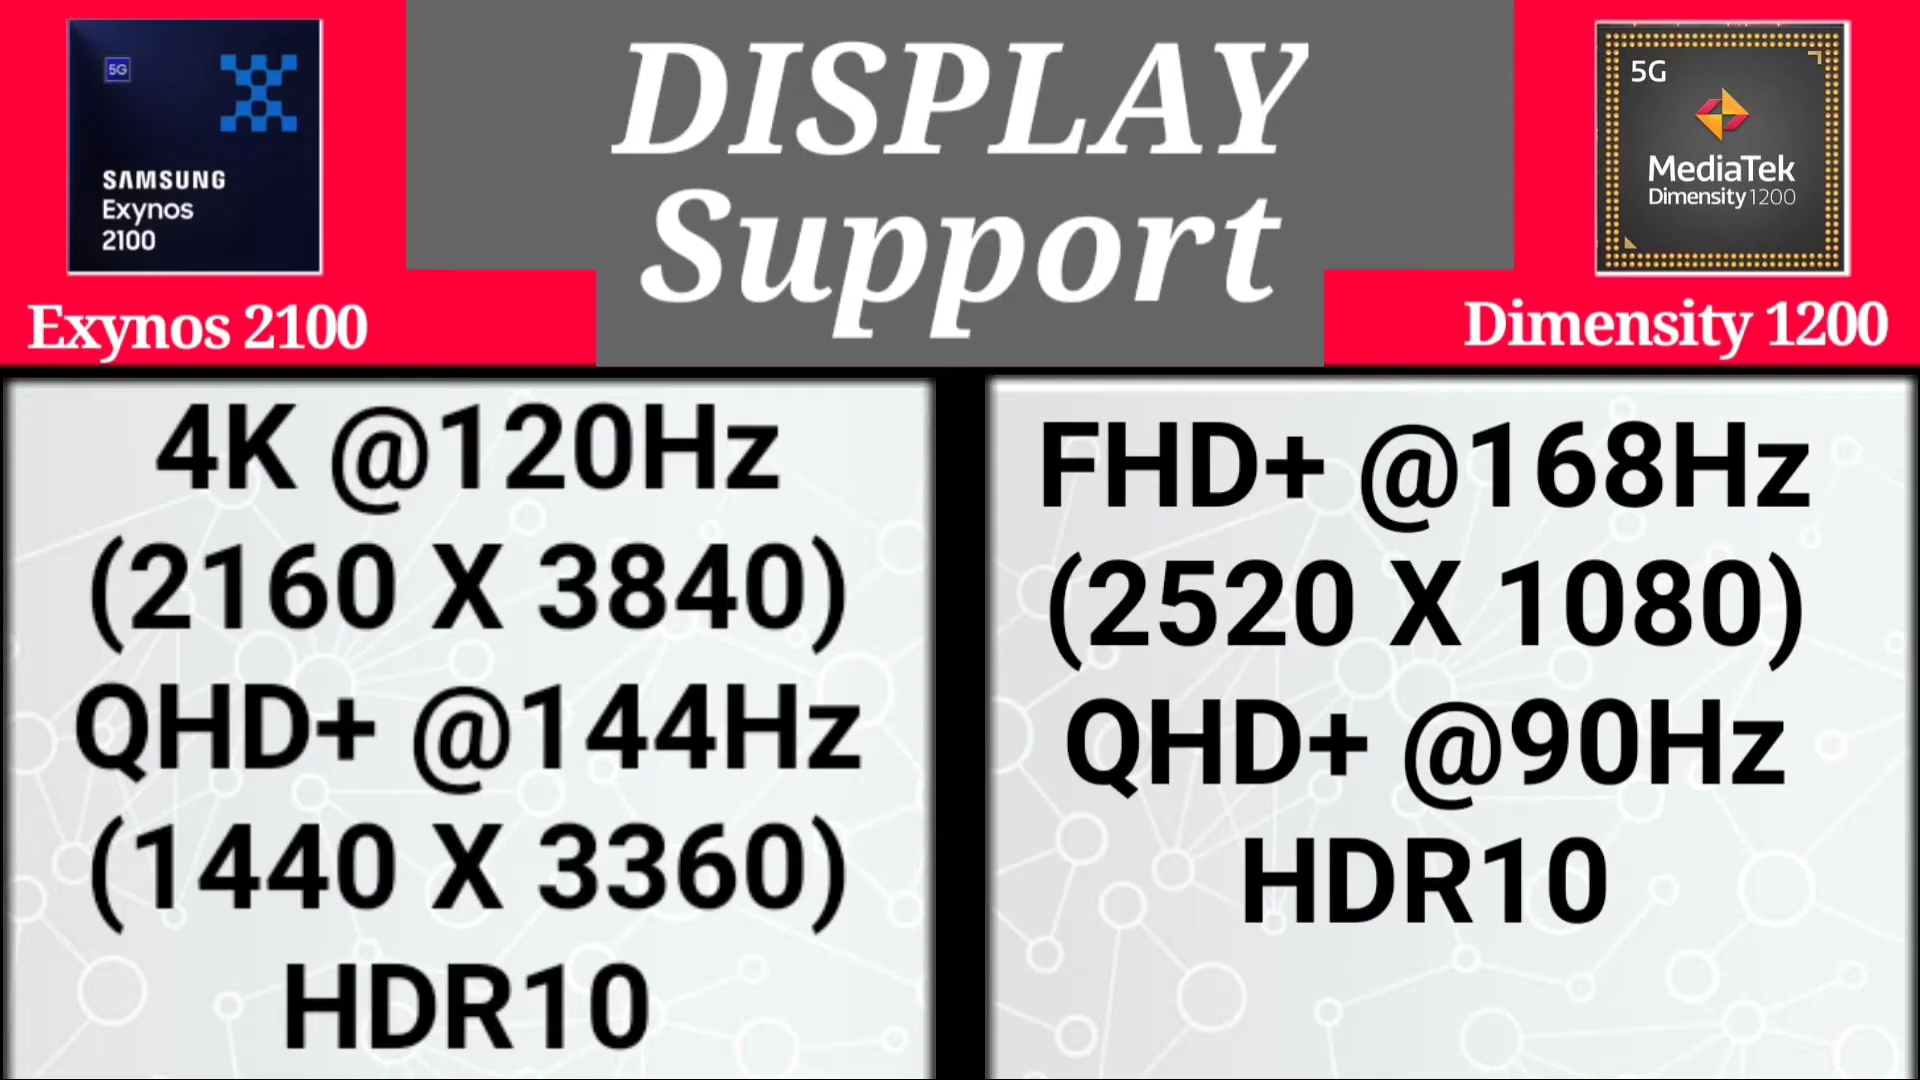 5G
SAMSUNG
Exynos
2100
Exynos 2100
DISPLAY
Support
5G
MediaTek
Dimensity 1200
Dimensity 1200
4K @120Hz
(2160 X 3840)
QHD+ @144Hz
(1440 X 3360)
HDR10
FHD+ @168Hz
(2520 X 1080)
QHD+ @90Hz
HDR10